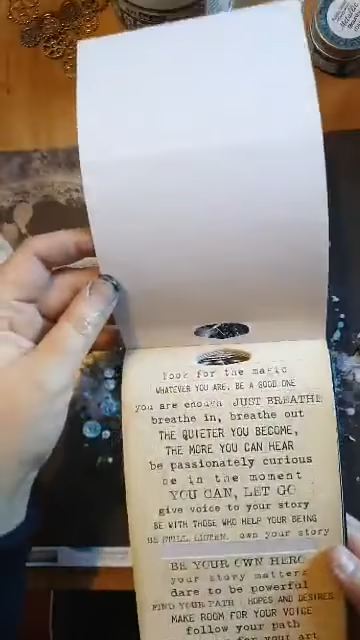 look for the magic
WHATEVER YOU ARE, BE A GOOD ONE
you are enough JUST BREATHE
breathe in, breathe out
THE QUIETER YOU BECOME,
THE MORE YOU CAN HEAR
be passionately curious
be in the moment
YOU CAN, LET GO
give voice to your story
BE WITH THOSE WHO HELP YOUR BEING
BE STILL. LISTEN. own your story
BE YOUR OWN HERO
your story matters
dare to be powerful
FIND YOUR PATH HOPES AND DESIRES
MAKE ROOM FOR YOUR VOICE
follow your path
for your art